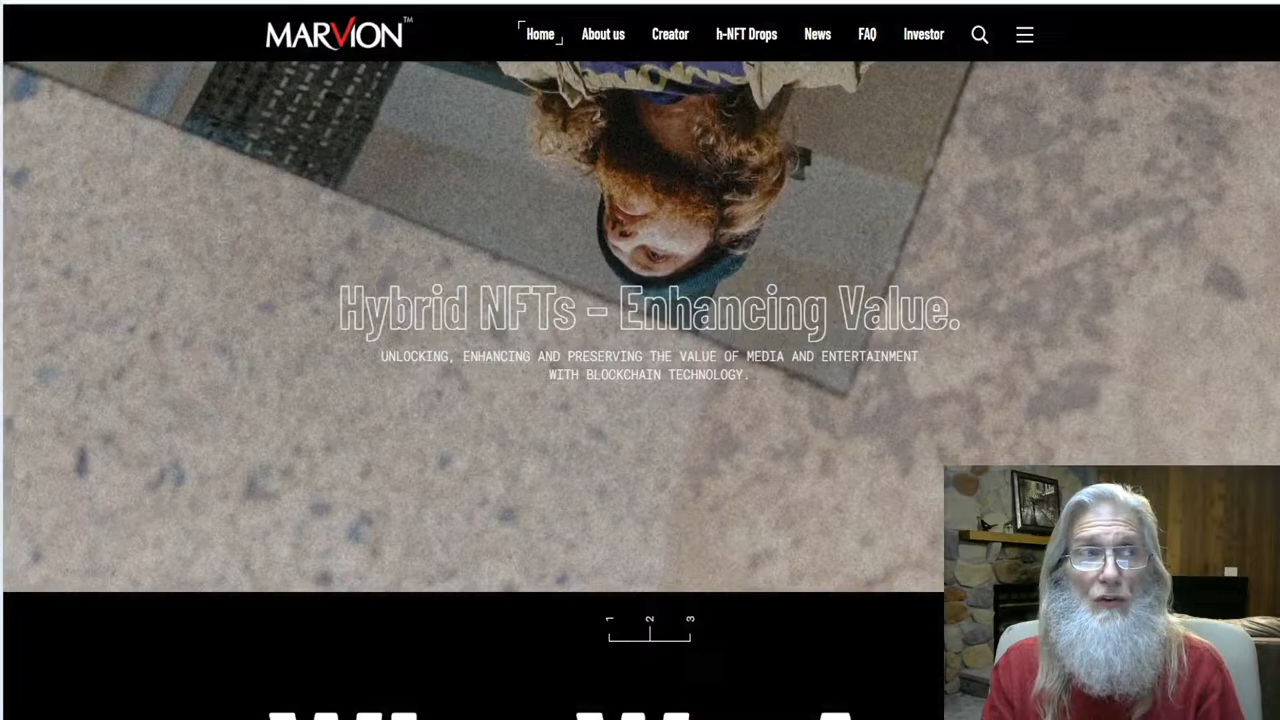 MARVION™
Home About us Creator h-NFT Drops News FAQ Investor
Hybrid NFTs – Enhancing Value.
UNLOCKING, ENHANCING AND PRESERVING THE VALUE OF MEDIA AND ENTERTAINMENT
WITH BLOCKCHAIN TECHNOLOGY.
1 2 3